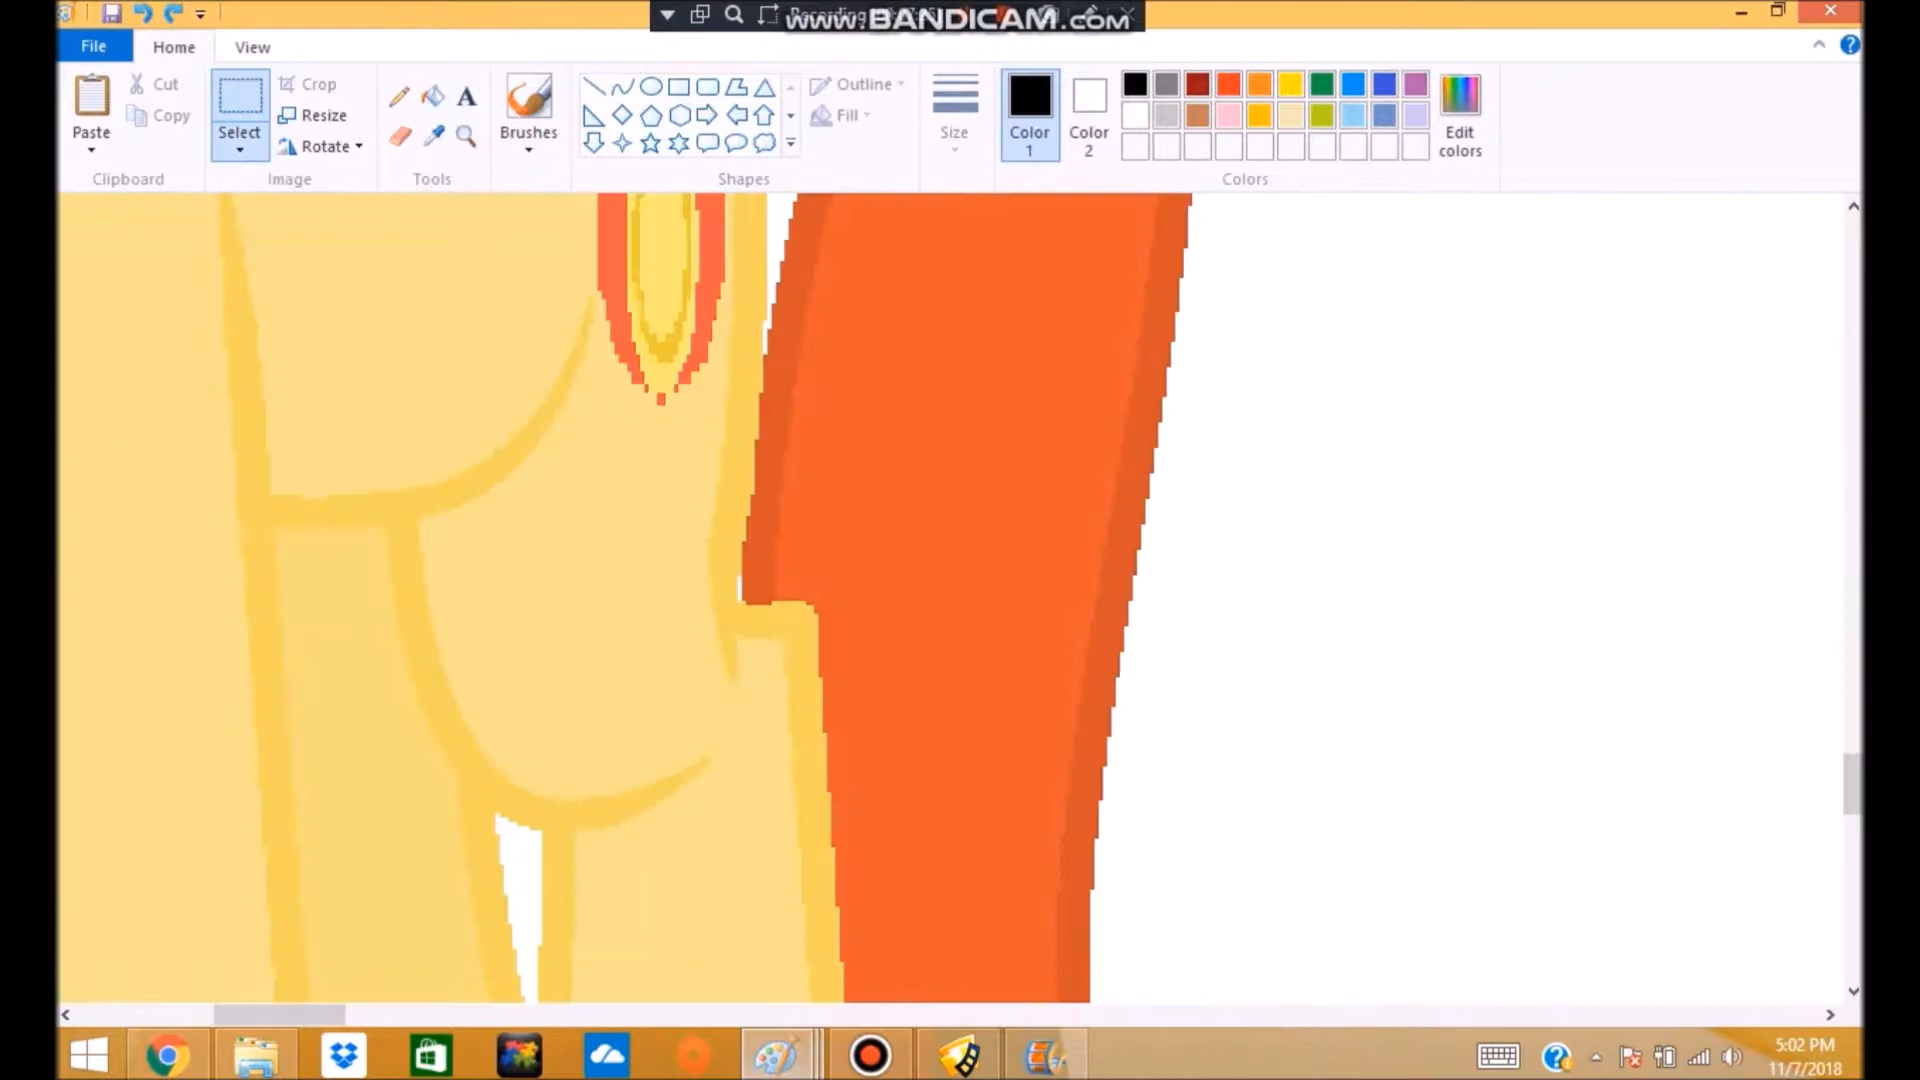 www.BANDICAM.com
File Home View
Paste
Cut
Copy
Clipboard
Select
Crop
Resize
Rotate
Image
A
Tools
Brushes
Shapes
Outline
Fill
Size
Color 1
Color 2
Edit colors
Colors
5:02 PM
11/7/2018